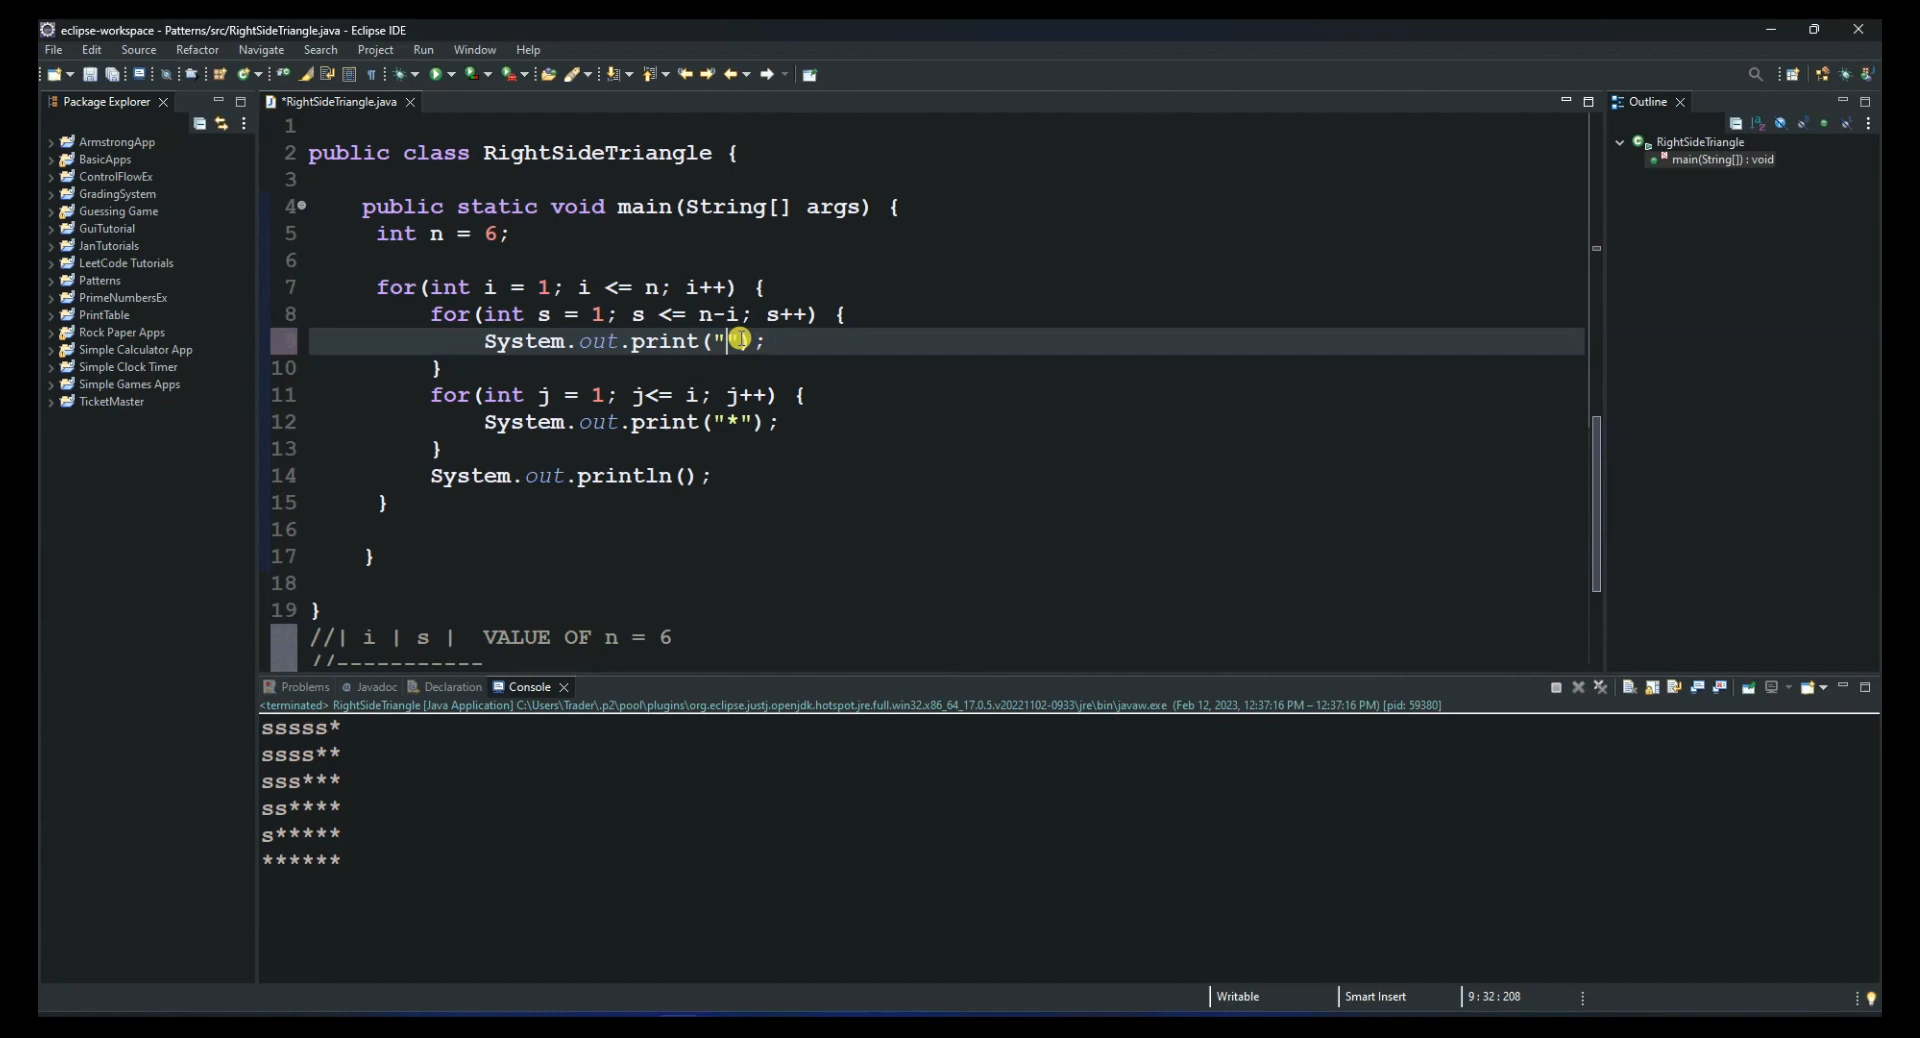 eclipse-workspace - Patterns/src/RightSideTriangle.java - Eclipse IDE
File Edit Source Refactor Navigate Search Project Run Window Help
Package Explorer
ArmstrongApp
BasicApps
ControlFlowEx
GradingSystem
Guessing Game
GuiTutorial
JanTutorials
LeetCode Tutorials
Patterns
PrimeNumbersEx
PrintTable
Rock Paper Apps
Simple Calculator App
Simple Clock Timer
Simple Games Apps
TicketMaster
*RightSideTriangle.java
1
2 public class RightSideTriangle {
3
4 public static void main(String[] args) {
5 int n = 6;
6
7 for(int i = 1; i <= n; i++) {
8 for(int s = 1; s <= n-i; s++) {
9 System.out.print("");
10 }
11 for(int j = 1; j<= i; j++) {
12 System.out.print("*");
13 }
14 System.out.println();
15 }
16
17 }
18
19 }
//| i | s | VALUE OF n = 6
//-----------
Outline
RightSideTriangle
main(String[]) : void
Problems Javadoc Declaration Console
<terminated> RightSideTriangle [Java Application] C:\Users\Trader\.p2\pool\plugins\org.eclipse.justj.openjdk.hotspot.jre.full.win32.x86_64_17.0.5.v20221102-0933\jre\bin\javaw.exe (Feb 12, 2023, 12:37:16 PM – 12:37:16 PM) [pid: 59380]
sssss*
ssss**
sss***
ss****
s*****
******
Writable Smart Insert 9 : 32 : 208